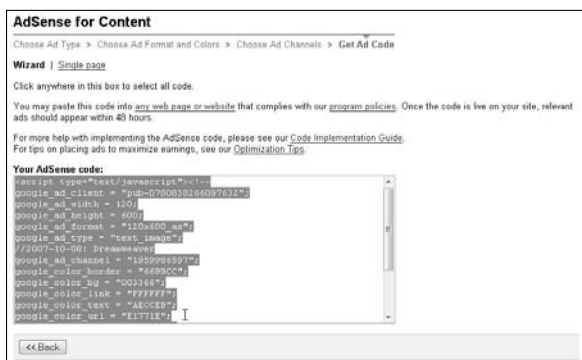 AdSense for Content
Choose Ad Type > Choose Ad Format and Colors > Choose Ad Channels > Get Ad Code
Wizard | Single page
Click anywhere in this box to select all code.
You may paste this code into any web page or website that complies with our program policies. Once the code is live on your site, relevant
ads should appear within 48 hours.
For more help with implementing the AdSense code, please see our Code Implementation Guide.
For tips on placing ads to maximize earnings, see our Optimization Tips.
Your AdSense code:
<script type="text/javascript"><!--
google_ad_client = "pub-0780838266097632";
google_ad_width = 120;
google_ad_height = 600;
google_ad_format = "120x600_as";
google_ad_type = "text_image";
//2007-10-08: Dreamweaver
google_ad_channel = "1959986597";
google_color_border = "6699CC";
google_color_bg = "003366";
google_color_link = "FFFFFF";
google_color_text = "AECCEB";
google_color_url = "E1771E";
<< Back